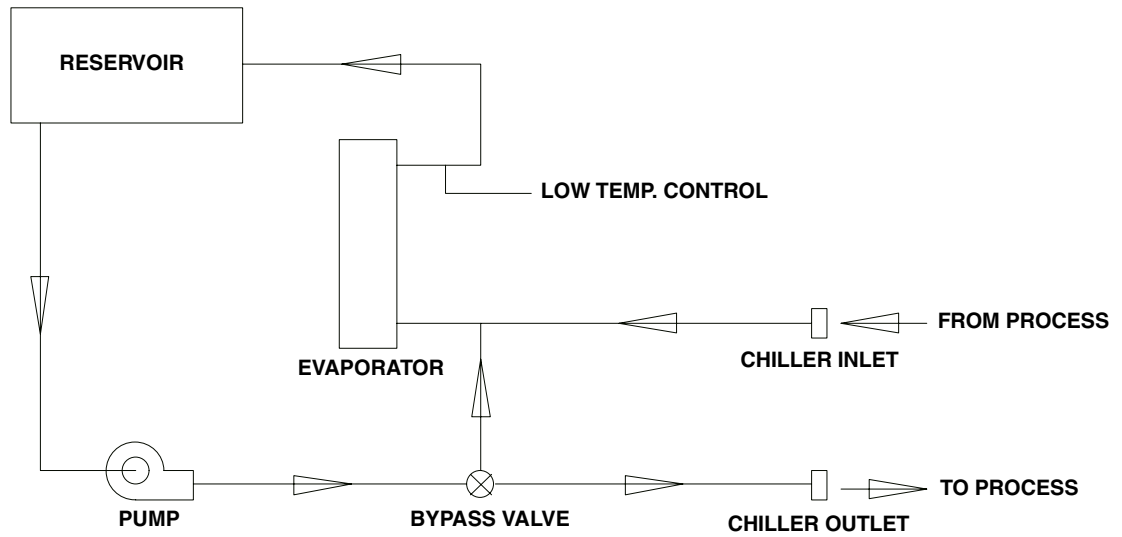 RESERVOIR
LOW TEMP. CONTROL
FROM PROCESS
CHILLER INLET
EVAPORATOR
TO PROCESS
PUMP
BYPASS VALVE
CHILLER OUTLET